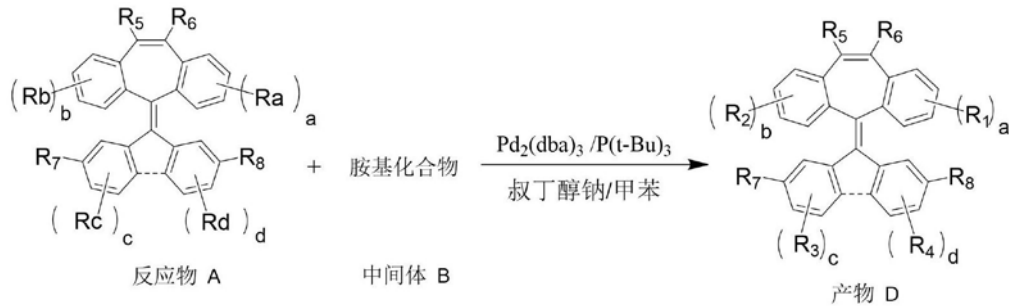 R5 R6
R5 R6
(Rb)b (Ra)a
(R2)b (R1)a
R7 R8 + 胺基化合物 Pd2(dba)3 /P(t-Bu)3
叔丁醇钠/甲苯
R7 R8
(Rc)c (Rd)d
(R3)c (R4)d
反应物 A 中间体 B 产物 D